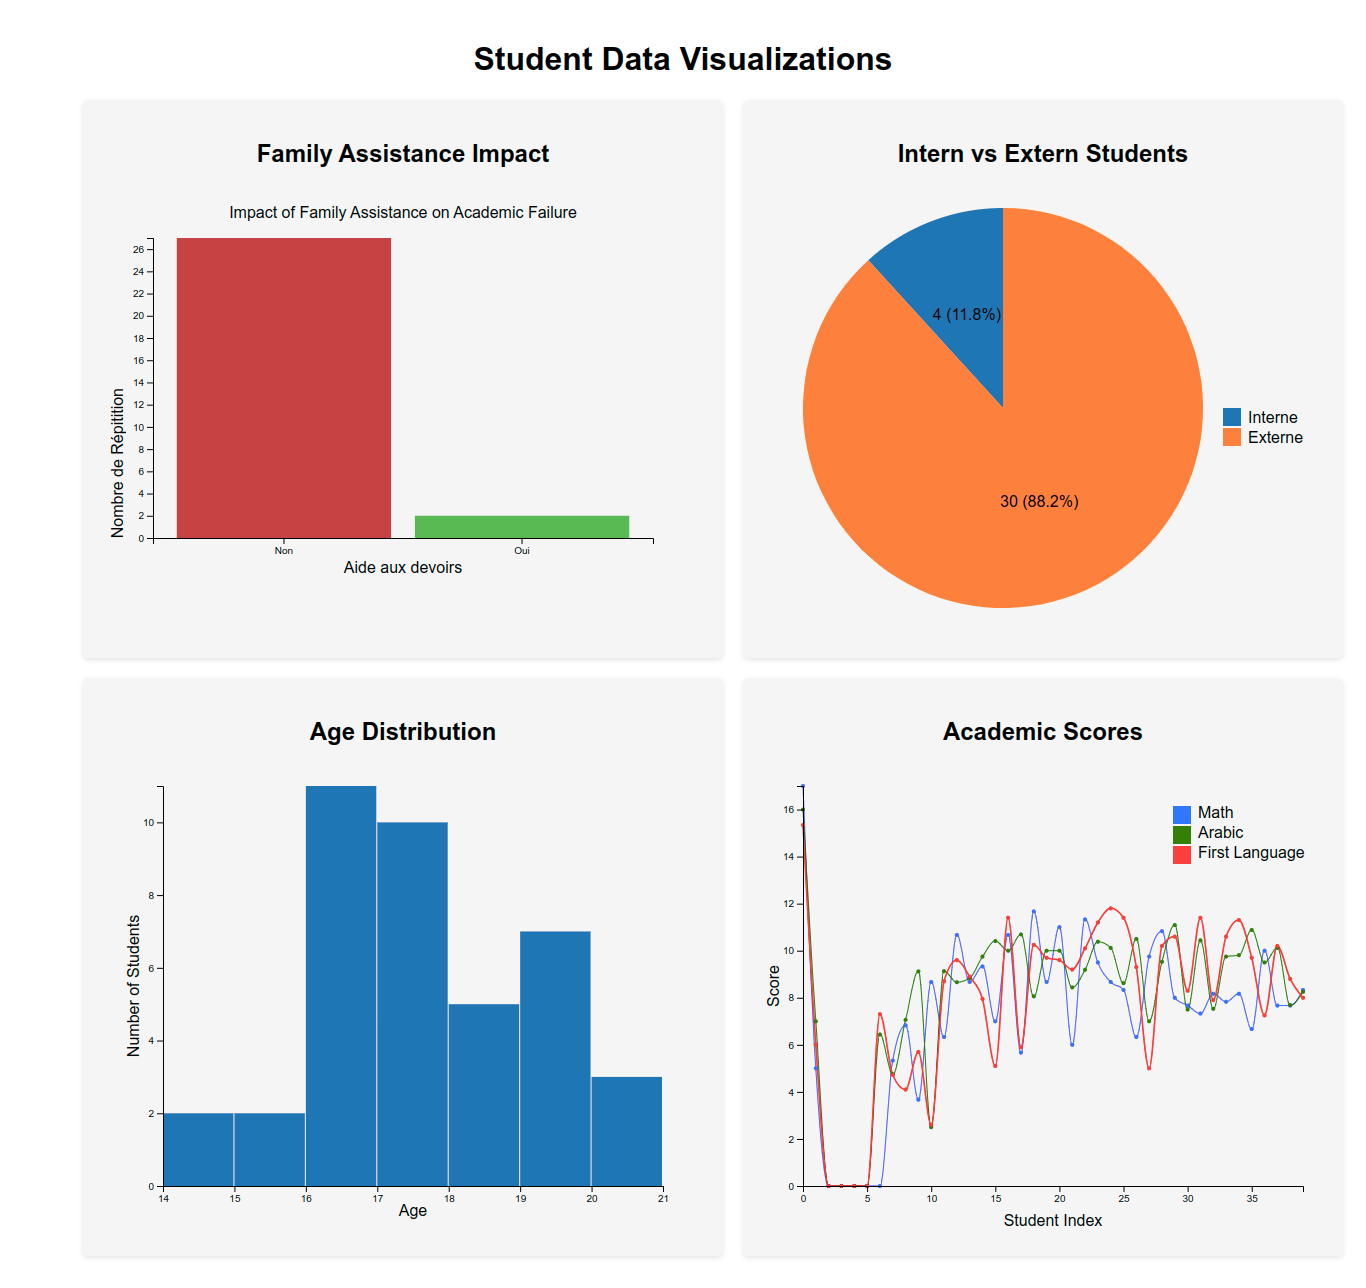 Student Data Visualizations
Family Assistance Impact
Impact of Family Assistance on Academic Failure
26
24
22
20
18
16
14
12
10
8
6
4
2
0
Nombre de Répitition
Non
Oui
Aide aux devoirs
Intern vs Extern Students
4 (11.8%)
30 (88.2%)
Interne
Externe
Age Distribution
10
8
6
4
2
0
Number of Students
14
15
16
17
18
19
20
21
Age
Academic Scores
16
14
12
10
8
6
4
2
0
Score
Math
Arabic
First Language
0
5
10
15
20
25
30
35
Student Index